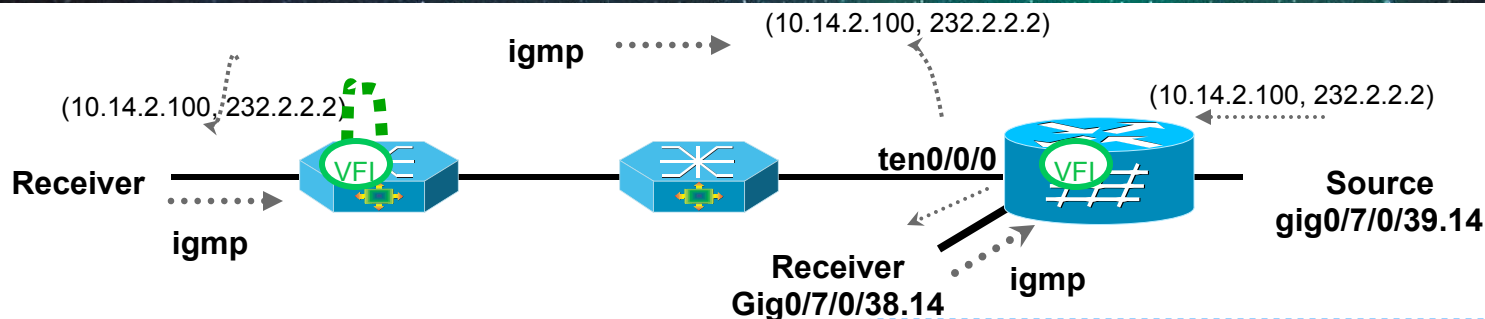 (10.14.2.100, 232.2.2.2)
igmp
(10.14.2.100, 232.2.2.2)
(10.14.2.100, 232.2.2.2)
VFI
ten0/0/0
VFI
Receiver
Source
gig0/7/0/39.14
igmp
Receiver
Gig0/7/0/38.14
igmp